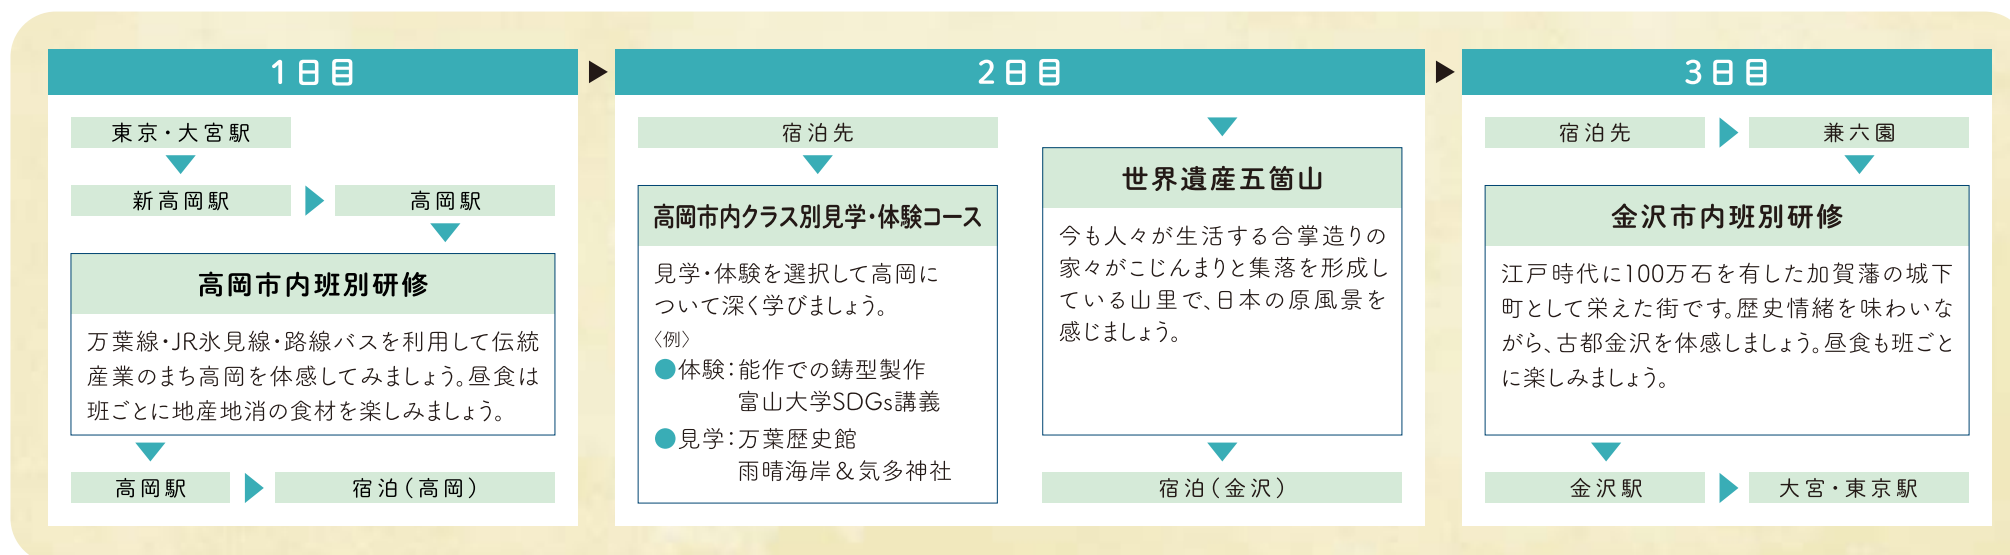 1日目
東京・大宮駅
新高岡駅
高岡駅
高岡市内班別研修
万葉線・JR氷見線・路線バスを利用して伝統
産業のまち高岡を体感してみましょう。昼食は
班ごとに地産地消の食材を楽しみましょう。
高岡駅
宿泊（高岡）
2日目
宿泊先
高岡市内クラス別見学・体験コース
見学・体験を選択して高岡に
ついて深く学びましょう。
〈例〉
●体験：能作での鋳型製作
富山大学SDGs講義
●見学：万葉歴史館
雨晴海岸＆気多神社
世界遺産五箇山
今も人々が生活する合掌造りの
家々がこじんまりと集落を形成し
ている山里で、日本の原風景を
感じましょう。
宿泊（金沢）
3日目
宿泊先
兼六園
金沢市内班別研修
江戸時代に100万石を有した加賀藩の城下
町として栄えた街です。歴史情緒を味わいな
がら、古都金沢を体感しましょう。昼食も班ごと
に楽しみましょう。
金沢駅
大宮・東京駅